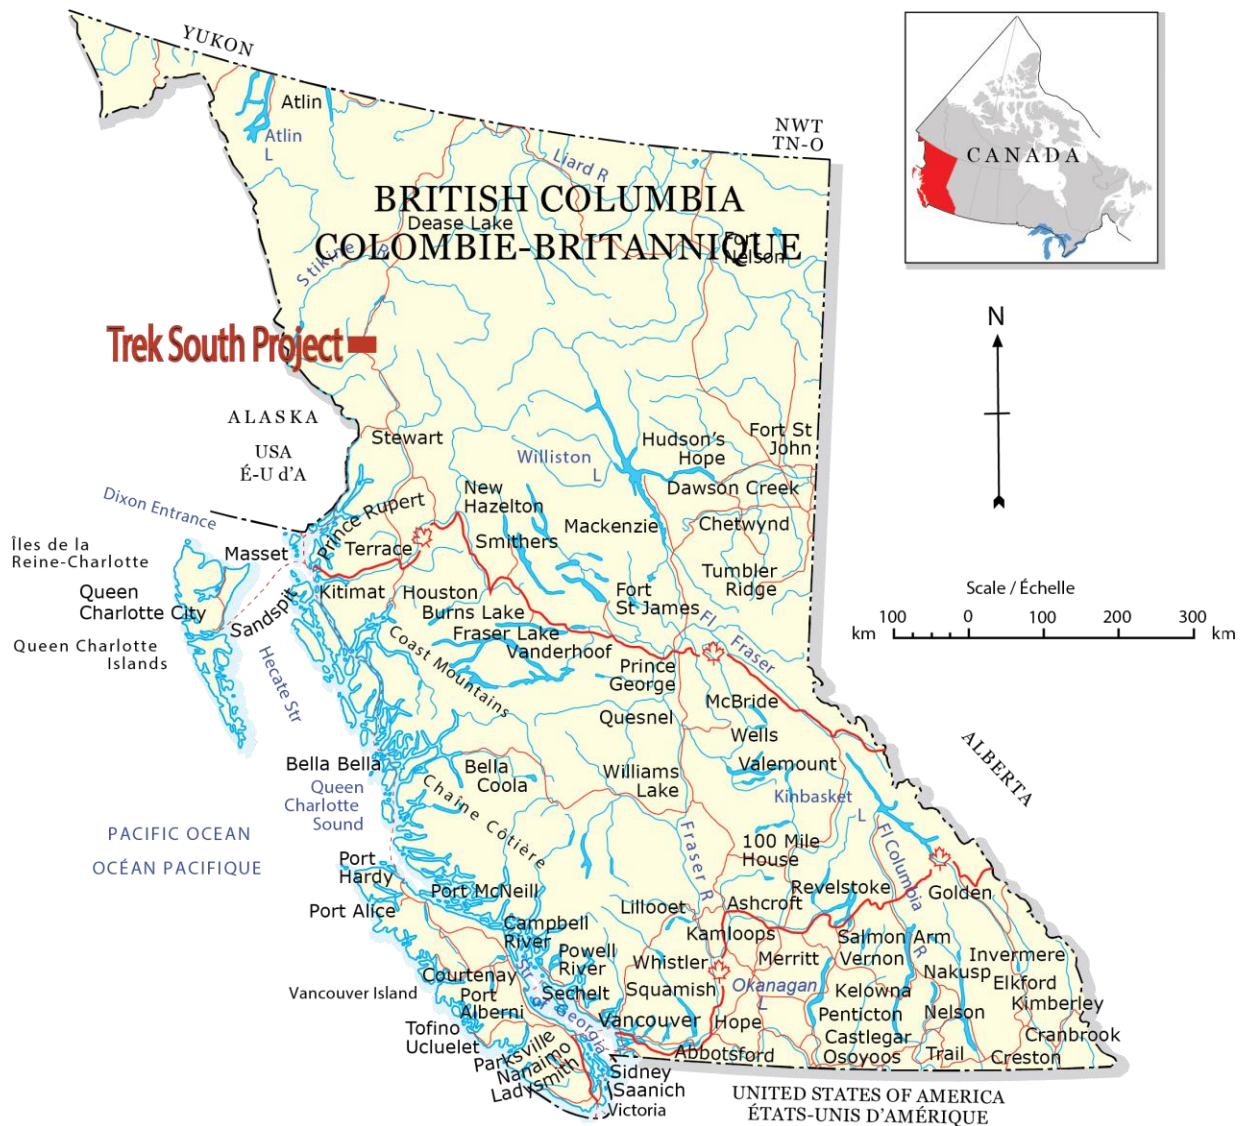 YUKON
Atlin
Atlin
L
NWT
TN-O
Liard R
CANADA
BRITISH COLUMBIA
Dease Lake
COLOMBIE-BRITANNIQUE
Fort
Nelson
Stikine
R
N
Trek South Project
ALASKA
USA
É-U d'A
Stewart
Hudson's
Hope
Fort St
John
Williston
L
Dawson Creek
New
Hazelton
Dixon Entrance
Prince Rupert
Mackenzie
Chetwynd
Îles de la
Reine-Charlotte
Masset
Terrace
Smithers
Tumbler
Ridge
Scale / Échelle
Queen
Charlotte City
Sandspit
Kitimat
Houston
Burns Lake
Fort
St James
Fl Fraser
km
100
0
100
200
300
km
Queen Charlotte
Islands
Fraser Lake
Vanderhoof
Coast Mountains
Hecate Str
Prince
George
McBride
Quesnel
Wells
ALBERTA
Bella Bella
Bella
Coola
Williams
Lake
Valemount
Queen
Charlotte
Sound
Chaîne Côtière
Kinbasket
L
PACIFIC OCEAN
OCÉAN PACIFIQUE
Fraser R
100 Mile
House
Fl Columbia
R
Port
Hardy
Port McNeill
Revelstoke
Golden
Port Alice
Lillooet
Ashcroft
Campbell
River
Kamloops
Salmon Arm
Powell
River
Whistler
Merritt
Vernon
Invermere
Courtenay
Nakusp
Elkford
Vancouver Island
Port
Alberni
Str of Georgia
Sechelt
Squamish
Okanagan
L
Kelowna
Kimberley
Tofino
Ucluelet
Vancouver
Hope
Penticton
Nelson
Cranbrook
Parksville
Nanaimo
Ladysmith
Castlegar
Abbotsford
Osoyoos
Trail
Creston
Sidney
Saanich
Victoria
UNITED STATES OF AMERICA
ÉTATS-UNIS D'AMÉRIQUE